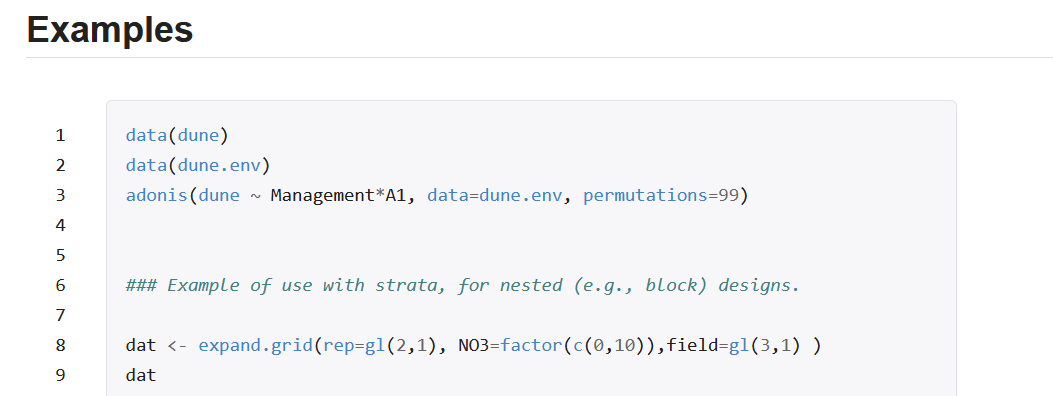 Examples
1 data(dune)
2 data(dune.env)
3 adonis(dune ~ Management*A1, data=dune.env, permutations=99)
4
5
6 ### Example of use with strata, for nested (e.g., block) designs.
7
8 dat <- expand.grid(rep=gl(2,1), NO3=factor(c(0,10)),field=gl(3,1) )
9 dat